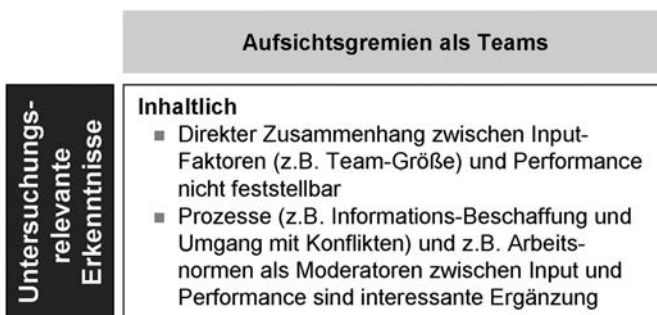 Aufsichtsgremien als Teams
Untersuchungs-
relevante
Erkenntnisse
Inhaltlich
▪ Direkter Zusammenhang zwischen Input-
Faktoren (z.B. Team-Größe) und Performance
nicht feststellbar
▪ Prozesse (z.B. Informations-Beschaffung und
Umgang mit Konflikten) und z.B. Arbeits-
normen als Moderatoren zwischen Input und
Performance sind interessante Ergänzung